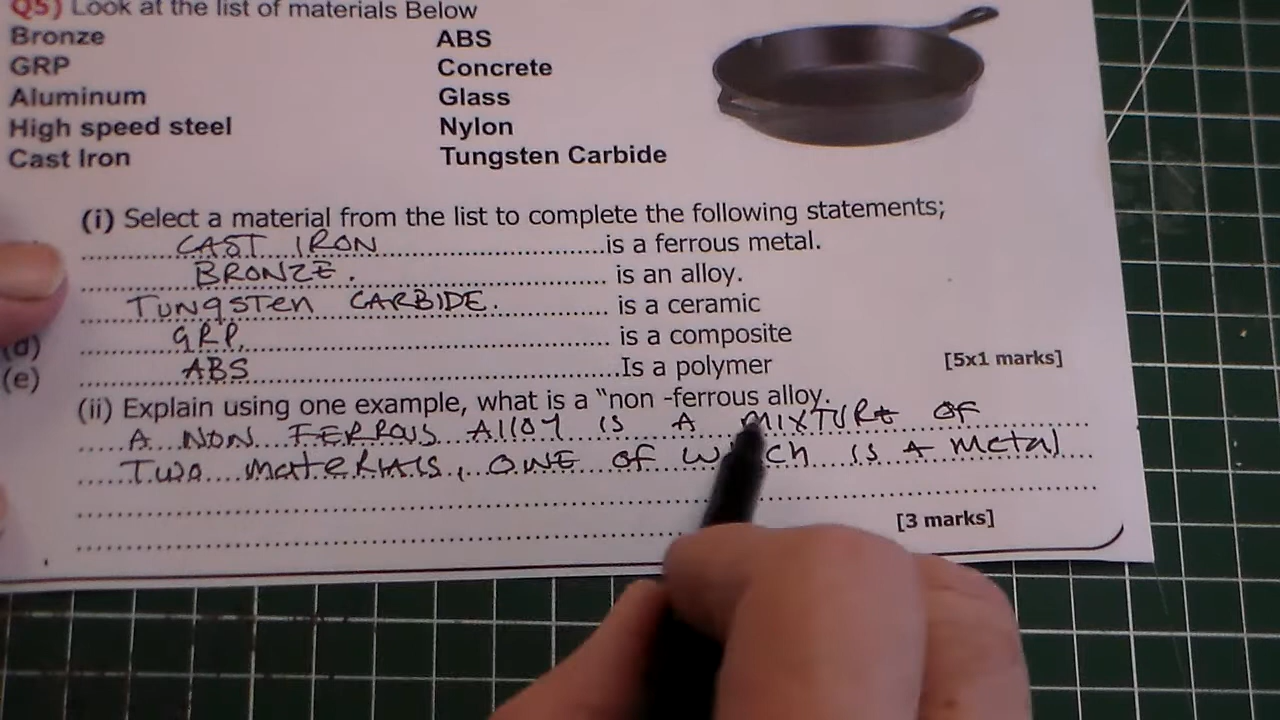 Q5) Look at the list of materials Below
Bronze ABS
GRP Concrete
Aluminum Glass
High speed steel Nylon
Cast Iron Tungsten Carbide
(i) Select a material from the list to complete the following statements;
CAST IRON is a ferrous metal.
BRONZE. is an alloy.
Tungsten CARBIDE. is a ceramic
(d) GRP. is a composite
(e) ABS Is a polymer [5x1 marks]
(ii) Explain using one example, what is a “non -ferrous alloy.
A NON FERROUS Alloy is A MIXTURE OF
Two materials, ONE of which is A metal
[3 marks]